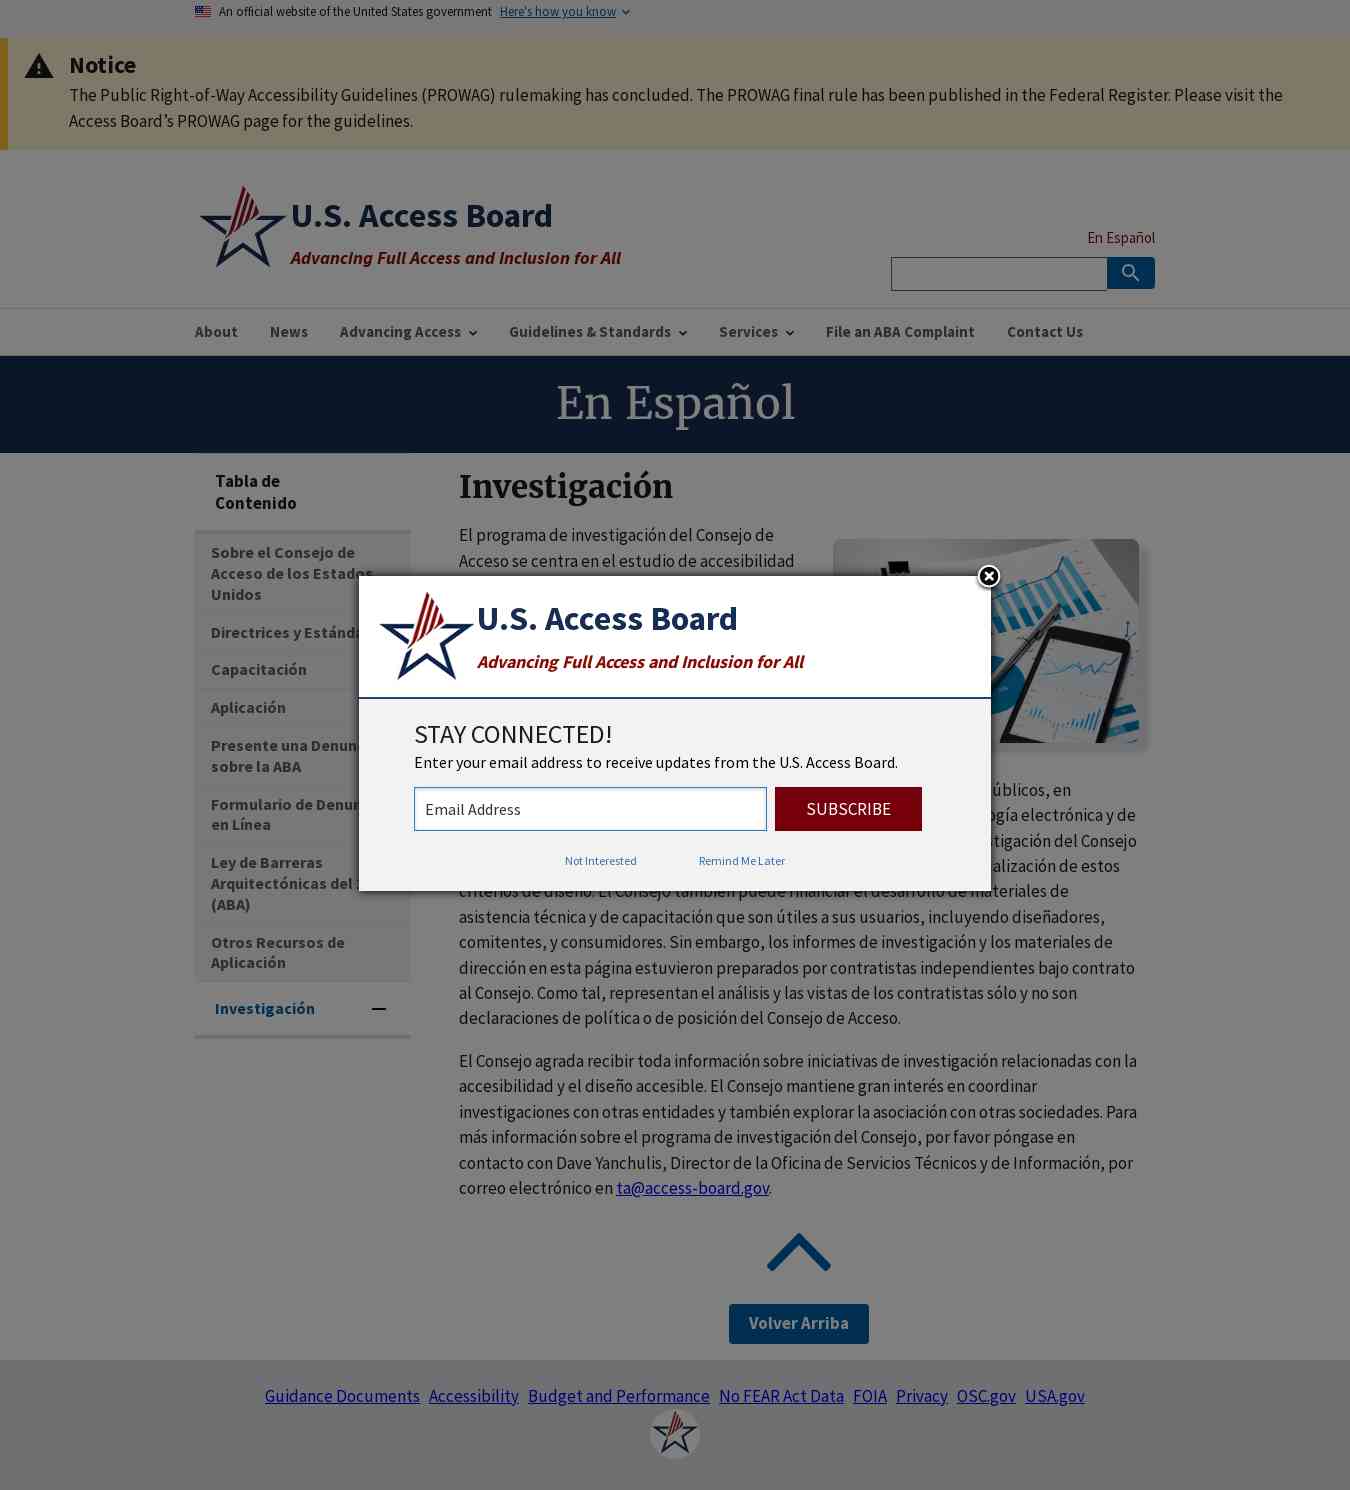 An official website of the United States government Here's how you know
Notice
The Public Right-of-Way Accessibility Guidelines (PROWAG) rulemaking has concluded. The PROWAG final rule has been published in the Federal Register. Please visit the
Access Board’s PROWAG page for the guidelines.
U.S. Access Board
Advancing Full Access and Inclusion for All
En Español
About News Advancing Access Guidelines & Standards Services File an ABA Complaint Contact Us
En Español
Tabla de
Contenido
Sobre el Consejo de
Acceso de los Estados
Unidos
Directrices y
Capacitación
Aplicación
Presente una
sobre la ABA
Formulario de
en Línea
Ley de Barreras
Arquitectónicas del
(ABA)
Otros Recursos de
Aplicación
Investigación
Investigación
El programa de investigación del Consejo de
Acceso se centra en el estudio de accesibilidad
U.S. Access Board
Advancing Full Access and Inclusion for All
STAY CONNECTED!
Enter your email address to receive updates from the U.S. Access Board.
Email Address SUBSCRIBE
Not Interested Remind Me Later
en
electrónica y de
del Consejo
de estos
criterios de diseño. El Consejo también puede financiar el desarrollo de materiales de
asistencia técnica y de capacitación que son útiles a sus usuarios, incluyendo diseñadores,
comitentes, y consumidores. Sin embargo, los informes de investigación y los materiales de
dirección en esta página estuvieron preparados por contratistas independientes bajo contrato
al Consejo. Como tal, representan el análisis y las vistas de los contratistas sólo y no son
declaraciones de política o de posición del Consejo de Acceso.
El Consejo agrada recibir toda información sobre iniciativas de investigación relacionadas con la
accesibilidad y el diseño accesible. El Consejo mantiene gran interés en coordinar
investigaciones con otras entidades y también explorar la asociación con otras sociedades. Para
más información sobre el programa de investigación del Consejo, por favor póngase en
contacto con Dave Yanchulis, Director de la Oficina de Servicios Técnicos y de Información, por
correo electrónico en ta@access-board.gov.
Volver Arriba
Guidance Documents Accessibility Budget and Performance No FEAR Act Data FOIA Privacy OSC.gov USA.gov